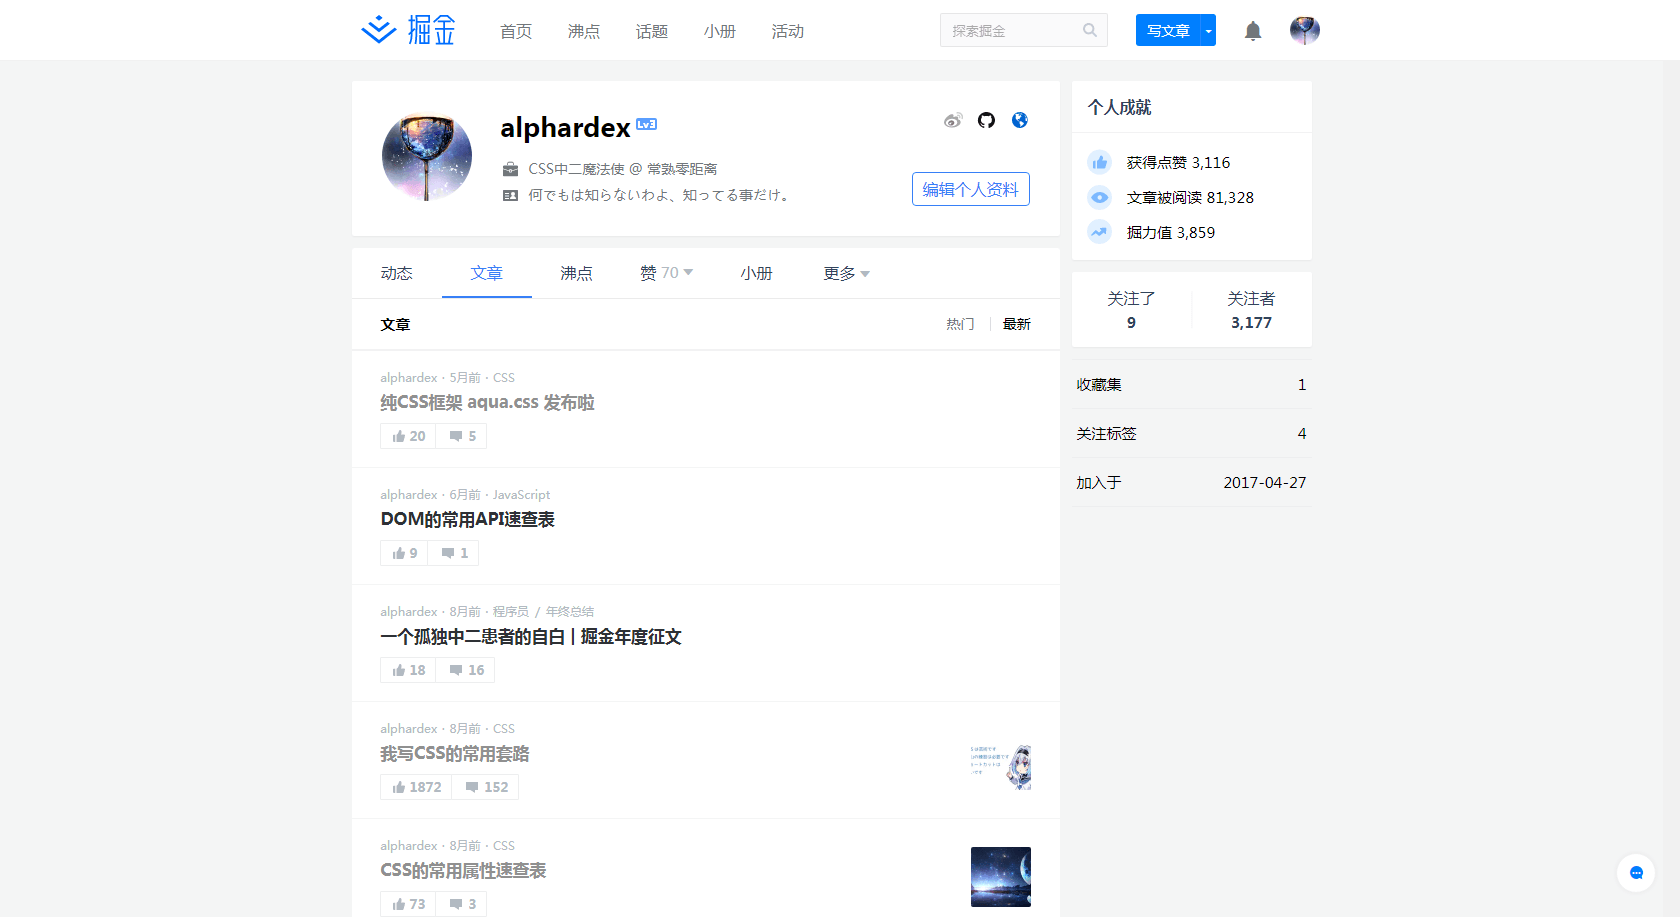 掘金 首页 沸点 话题 小册 活动 探索掘金 写文章
alphardex Lv3
CSS中二魔法使 @ 常熟零距离
何でもは知らないわよ、知ってる事だけ。
编辑个人资料
动态 文章 沸点 赞 70 小册 更多
文章 热门 最新
alphardex · 5月前 · CSS
纯CSS框架 aqua.css 发布啦
20 5
alphardex · 6月前 · JavaScript
DOM的常用API速查表
9 1
alphardex · 8月前 · 程序员 / 年终总结
一个孤独中二患者的自白 | 掘金年度征文
18 16
alphardex · 8月前 · CSS
我写CSS的常用套路
1872 152
alphardex · 8月前 · CSS
CSS的常用属性速查表
73 3
个人成就
获得点赞 3,116
文章被阅读 81,328
掘力值 3,859
关注了 关注者
9 3,177
收藏集 1
关注标签 4
加入于 2017-04-27